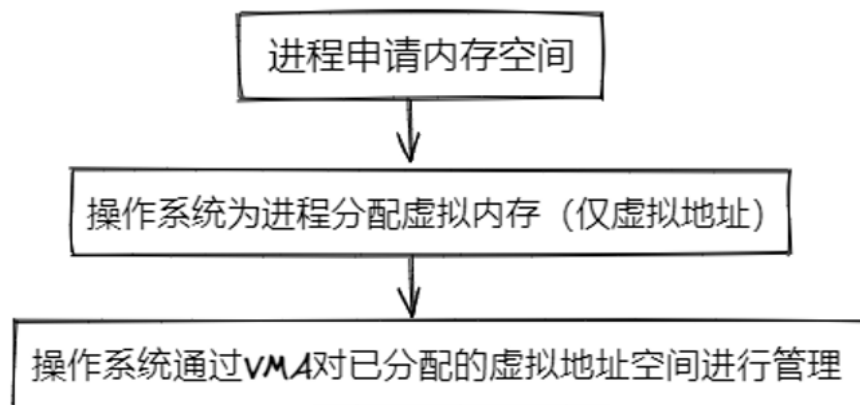 进程申请内存空间
操作系统为进程分配虚拟内存（仅虚拟地址）
操作系统通过VMA对已分配的虚拟地址空间进行管理